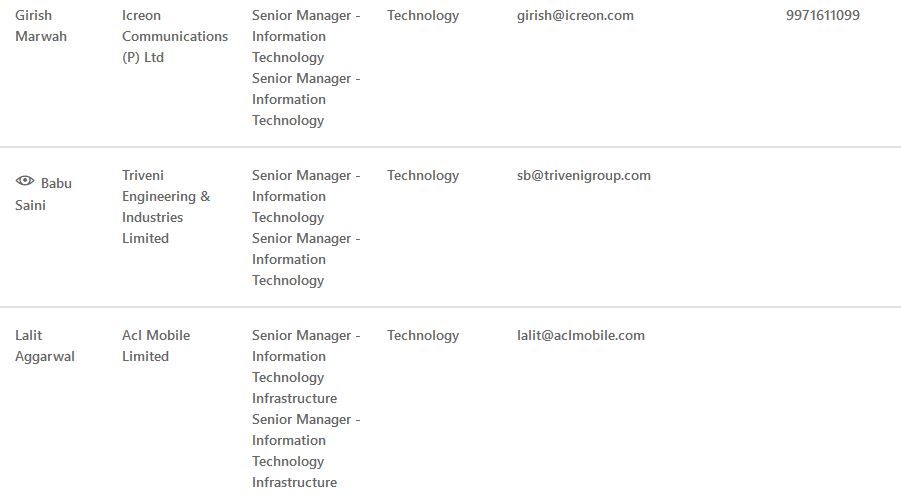 Girish
Marwah
Icreon
Communications
(P) Ltd
Senior Manager -
Information
Technology
Senior Manager -
Information
Technology
Technology
girish@icreon.com
9971611099
Babu
Saini
Triveni
Engineering &
Industries
Limited
Senior Manager -
Information
Technology
Senior Manager -
Information
Technology
Technology
sb@trivenigroup.com
Lalit
Aggarwal
Acl Mobile
Limited
Senior Manager -
Information
Technology
Infrastructure
Senior Manager -
Information
Technology
Infrastructure
Technology
lalit@aclmobile.com